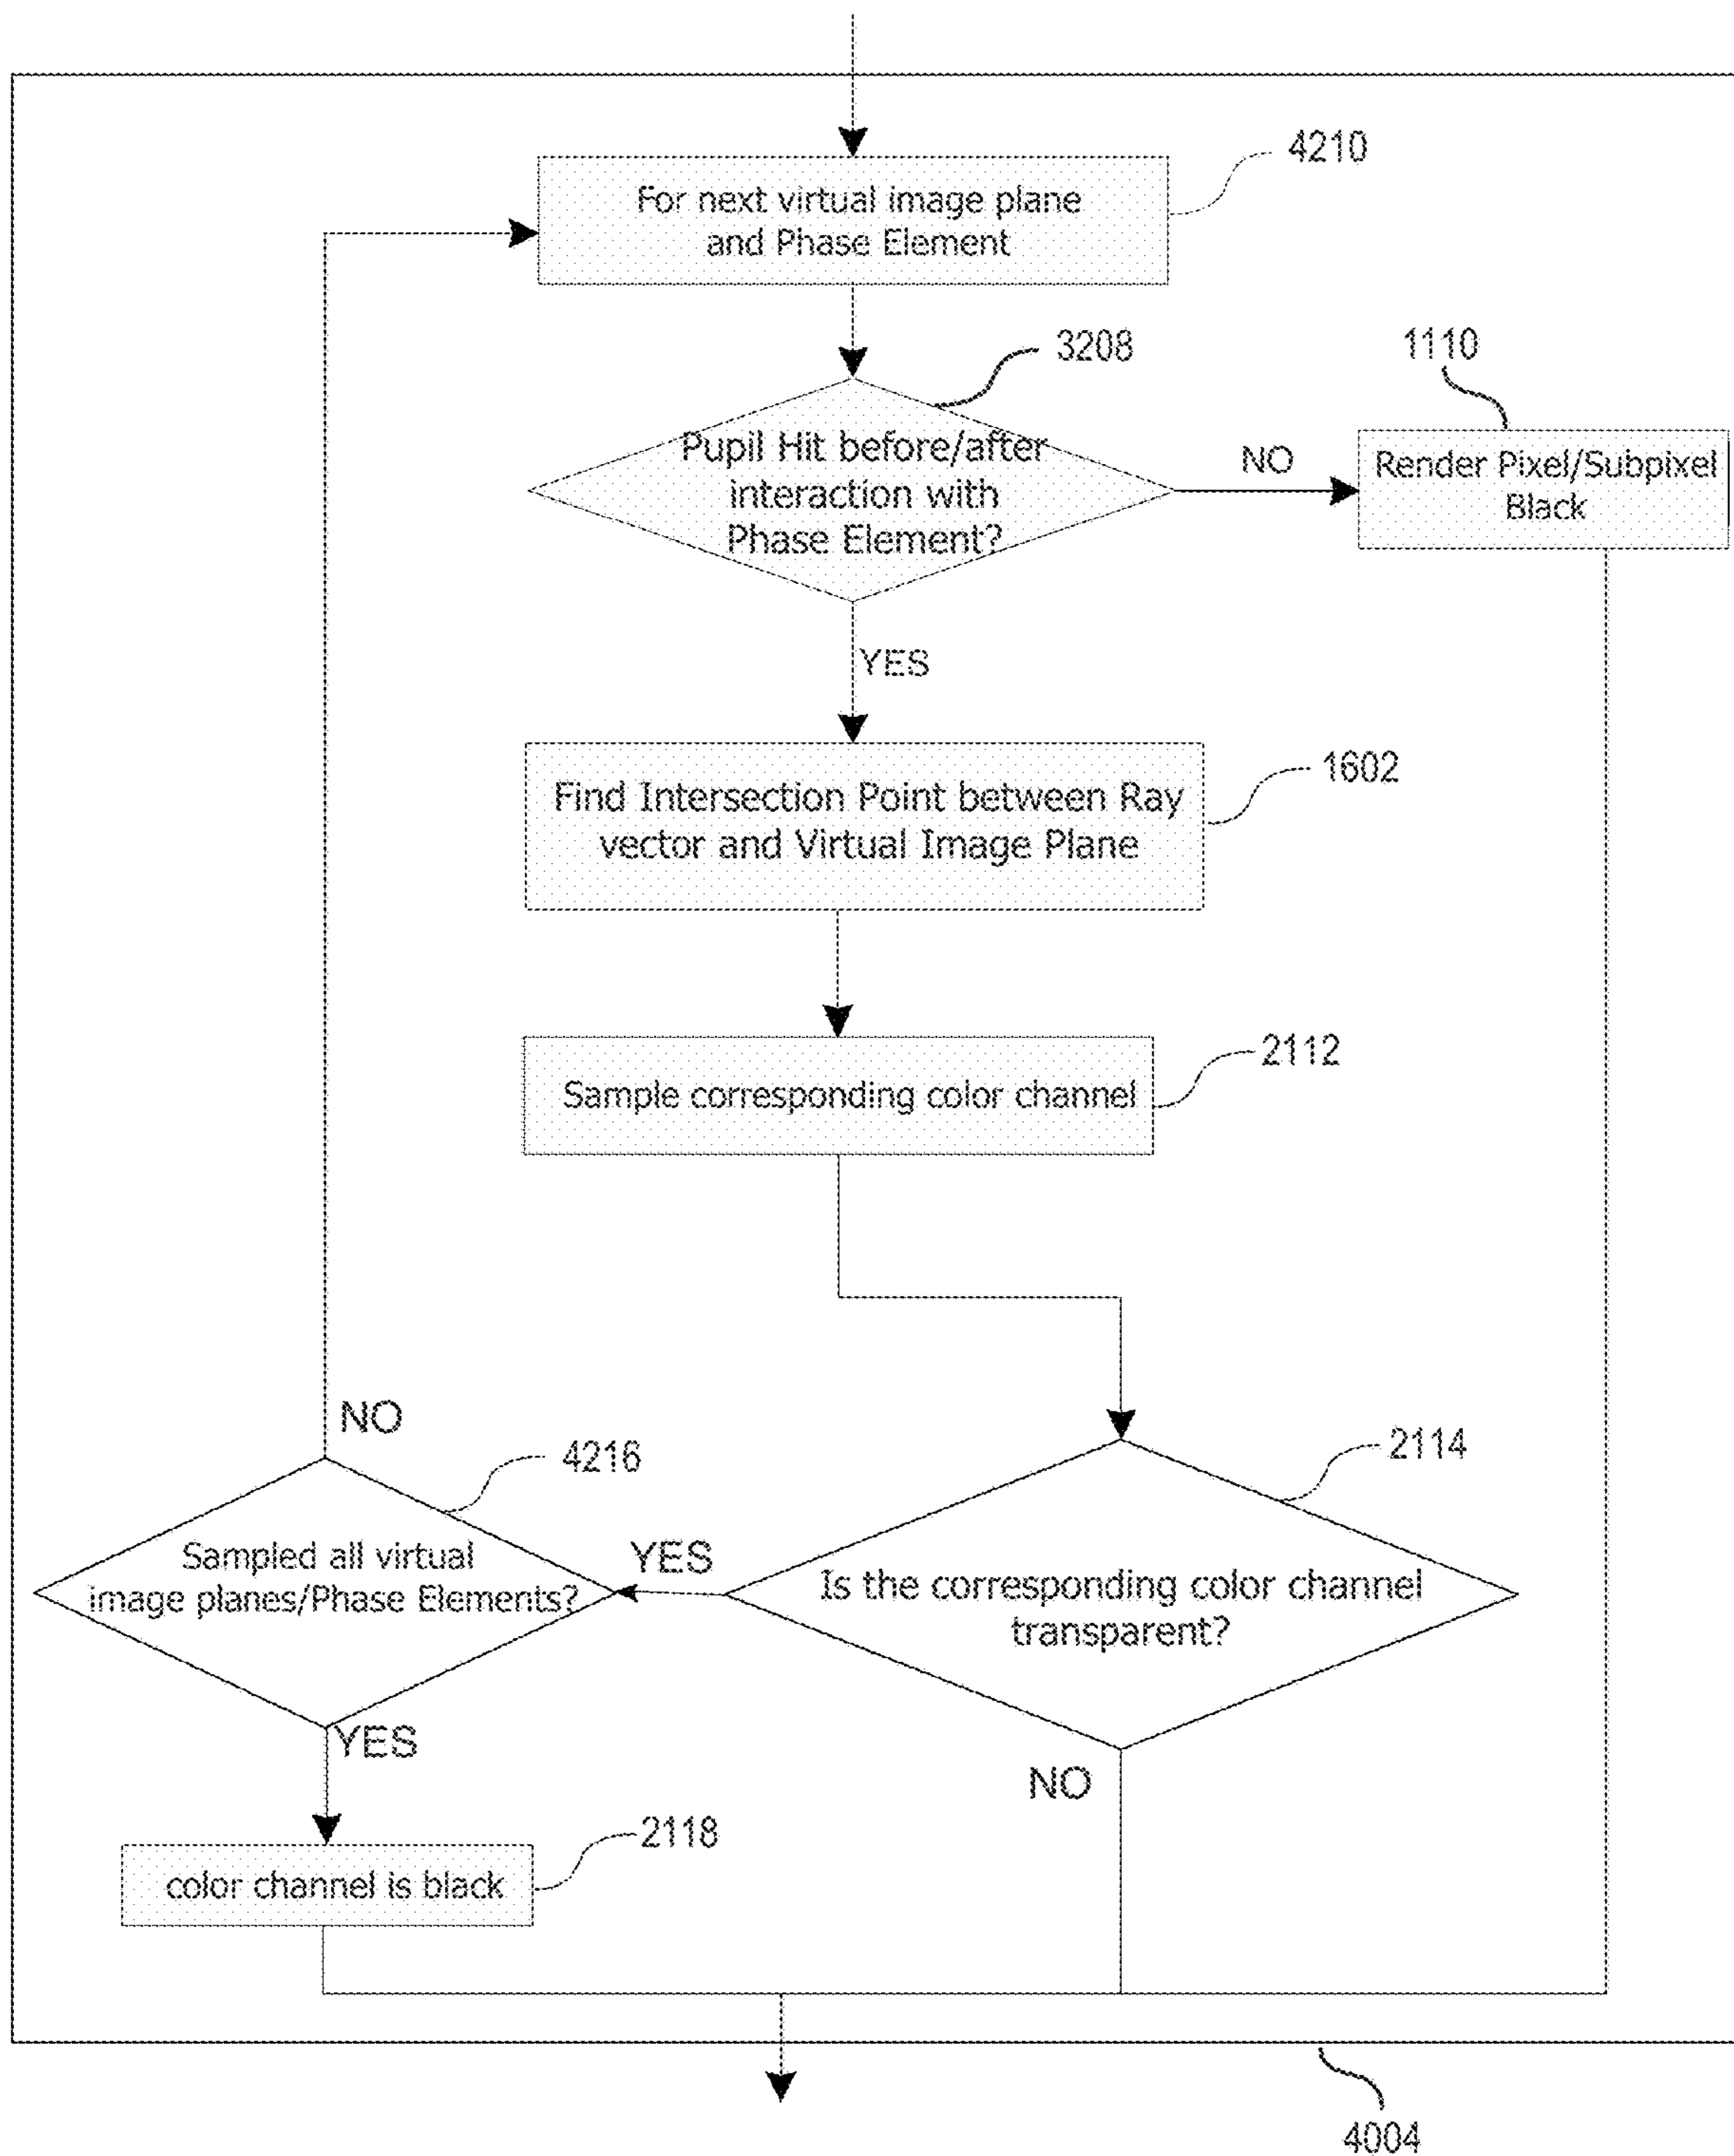 4210
For next virtual image plane
and Phase Element
3208
1110
Pupil Hit before/after
interaction with
Phase Element?
NO
Render Pixel/Subpixel
Black
YES
1602
Find Intersection Point between Ray
vector and Virtual Image Plane
2112
Sample corresponding color channel
NO
4216
2114
Sampled all virtual
image planes/Phase Elements?
YES
Is the corresponding color channel
transparent?
YES
NO
2118
color channel is black
4004